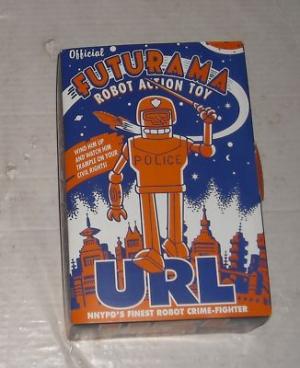 Official
FUTURAMA
ROBOT ACTION TOY
WIND HIM UP
AND WATCH HIM
TRAMPLE ON YOUR
CIVIL RIGHTS!
POLICE
URL
NNYPD'S FINEST ROBOT CRIME-FIGHTER